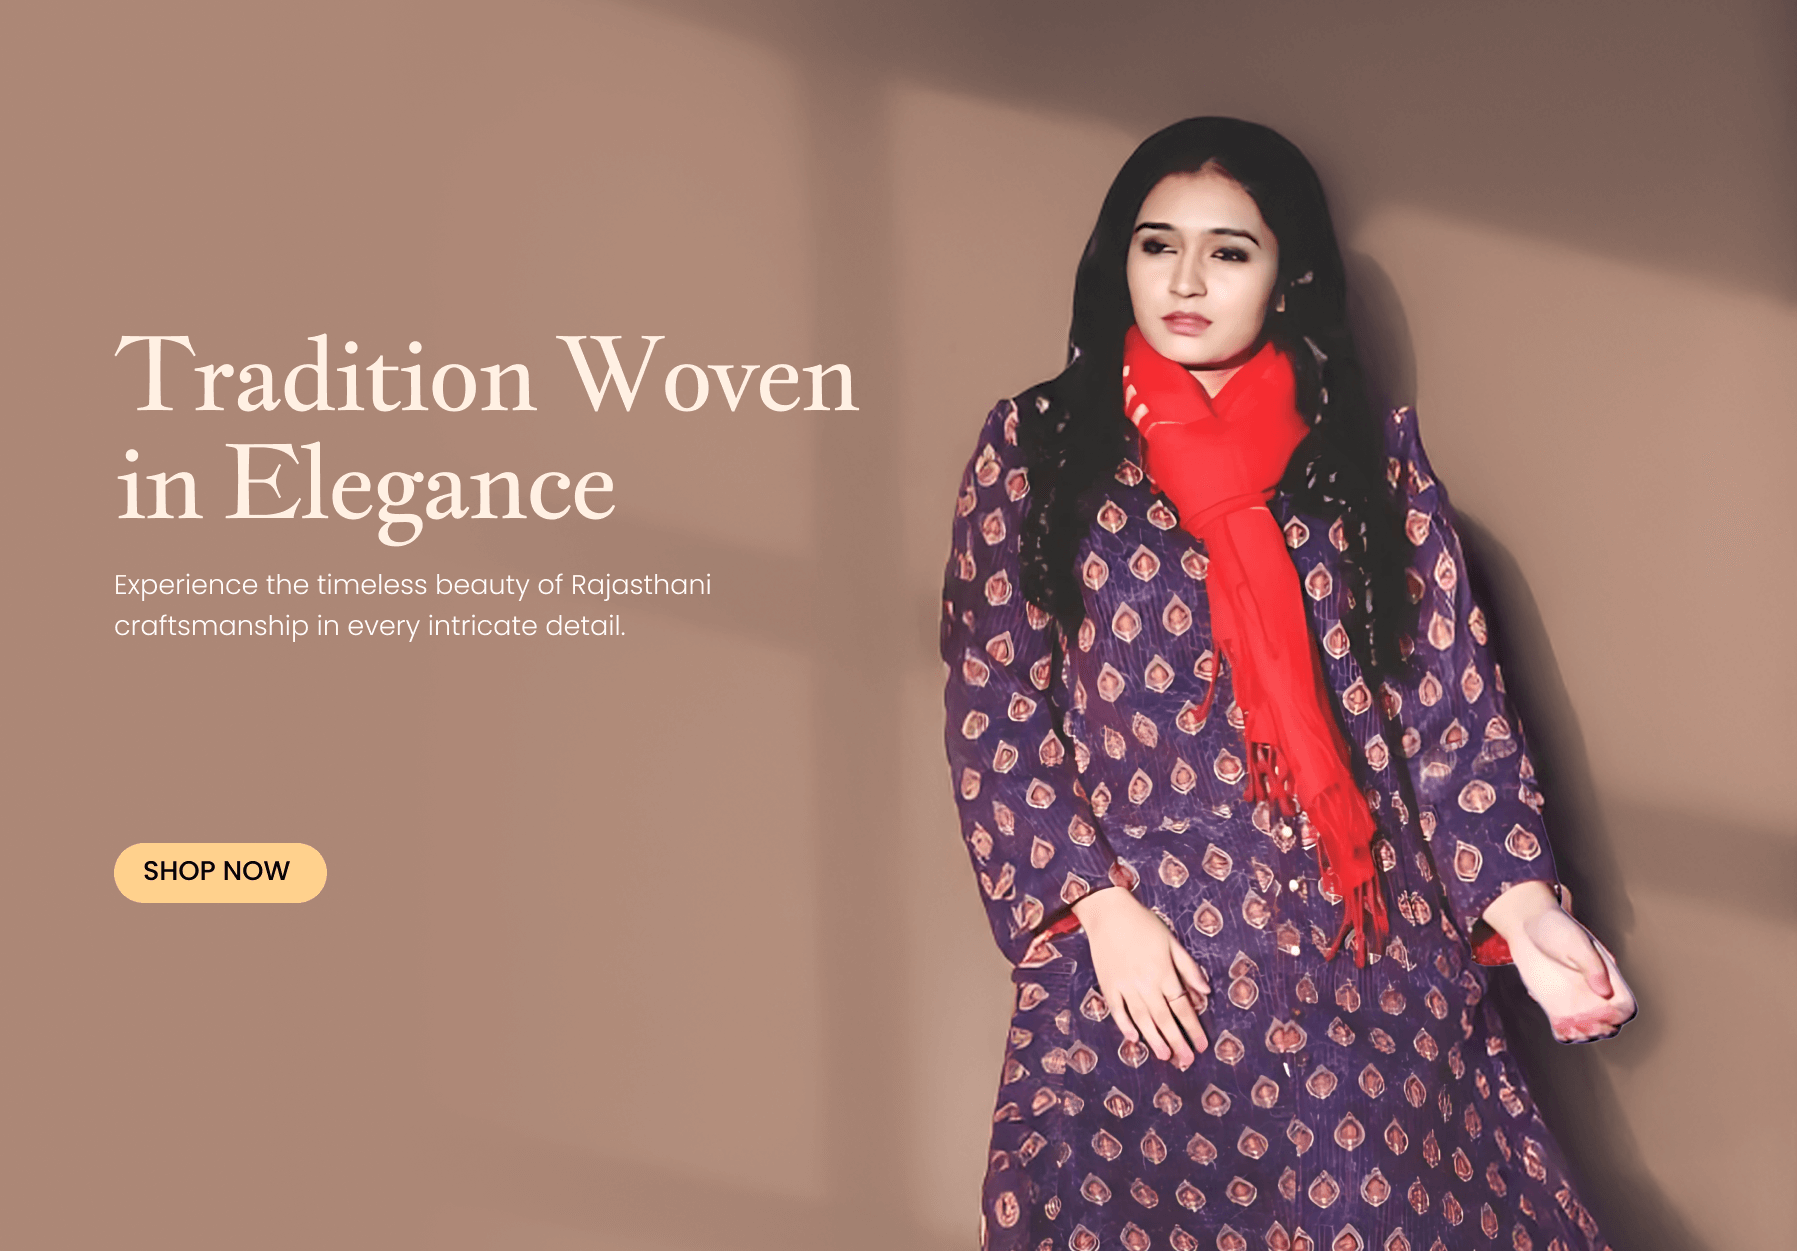 Tradition Woven
in Elegance
Experience the timeless beauty of Rajasthani
craftsmanship in every intricate detail.
SHOP NOW